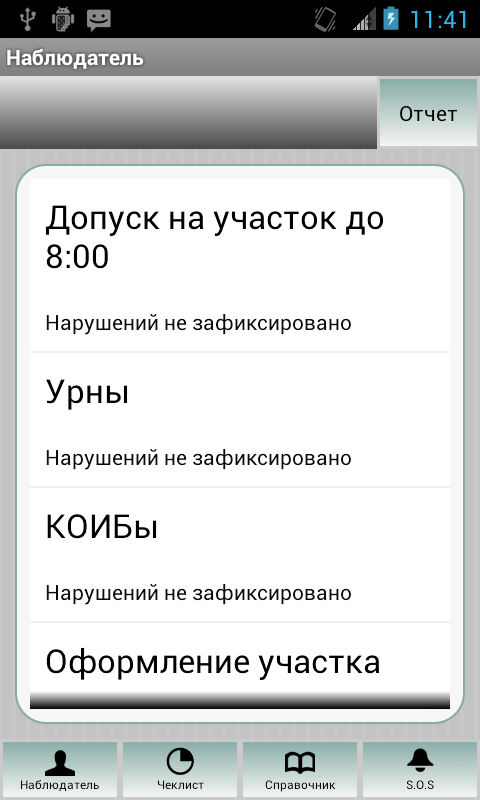 11:41
Наблюдатель
Отчет
Допуск на участок до
8:00
Нарушений не зафиксировано
Урны
Нарушений не зафиксировано
КОИБы
Нарушений не зафиксировано
Оформление участка
Наблюдатель
Чеклист
Справочник
S.O.S